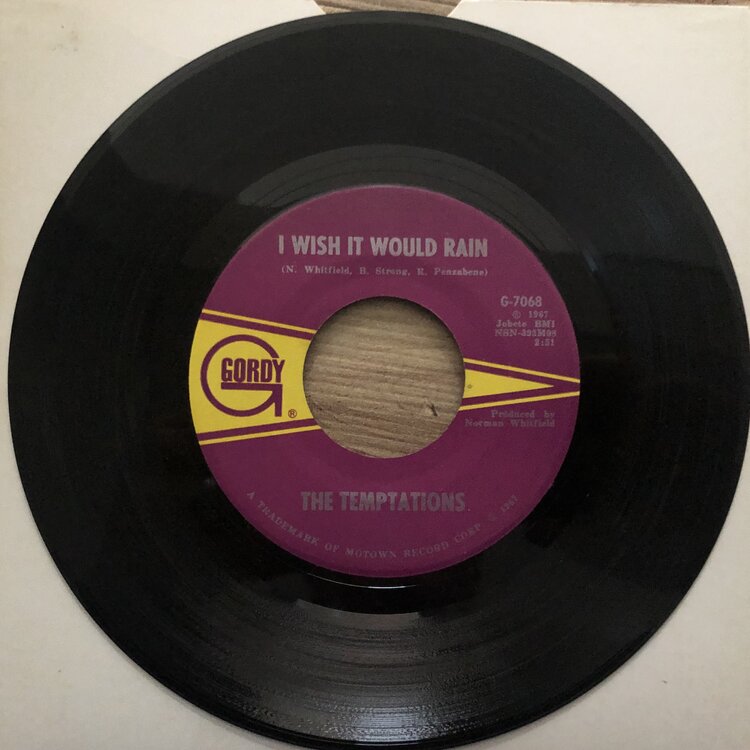 I WISH IT WOULD RAIN
(N. Whitfield, B. Strong, R. Penzabene)
G-7068
℗ 1967
Jobete BMI
2:51
GORDY
®
Produced by
Norman Whitfield
THE TEMPTATIONS
A TRADEMARK OF MOTOWN RECORD CORP. © 1967